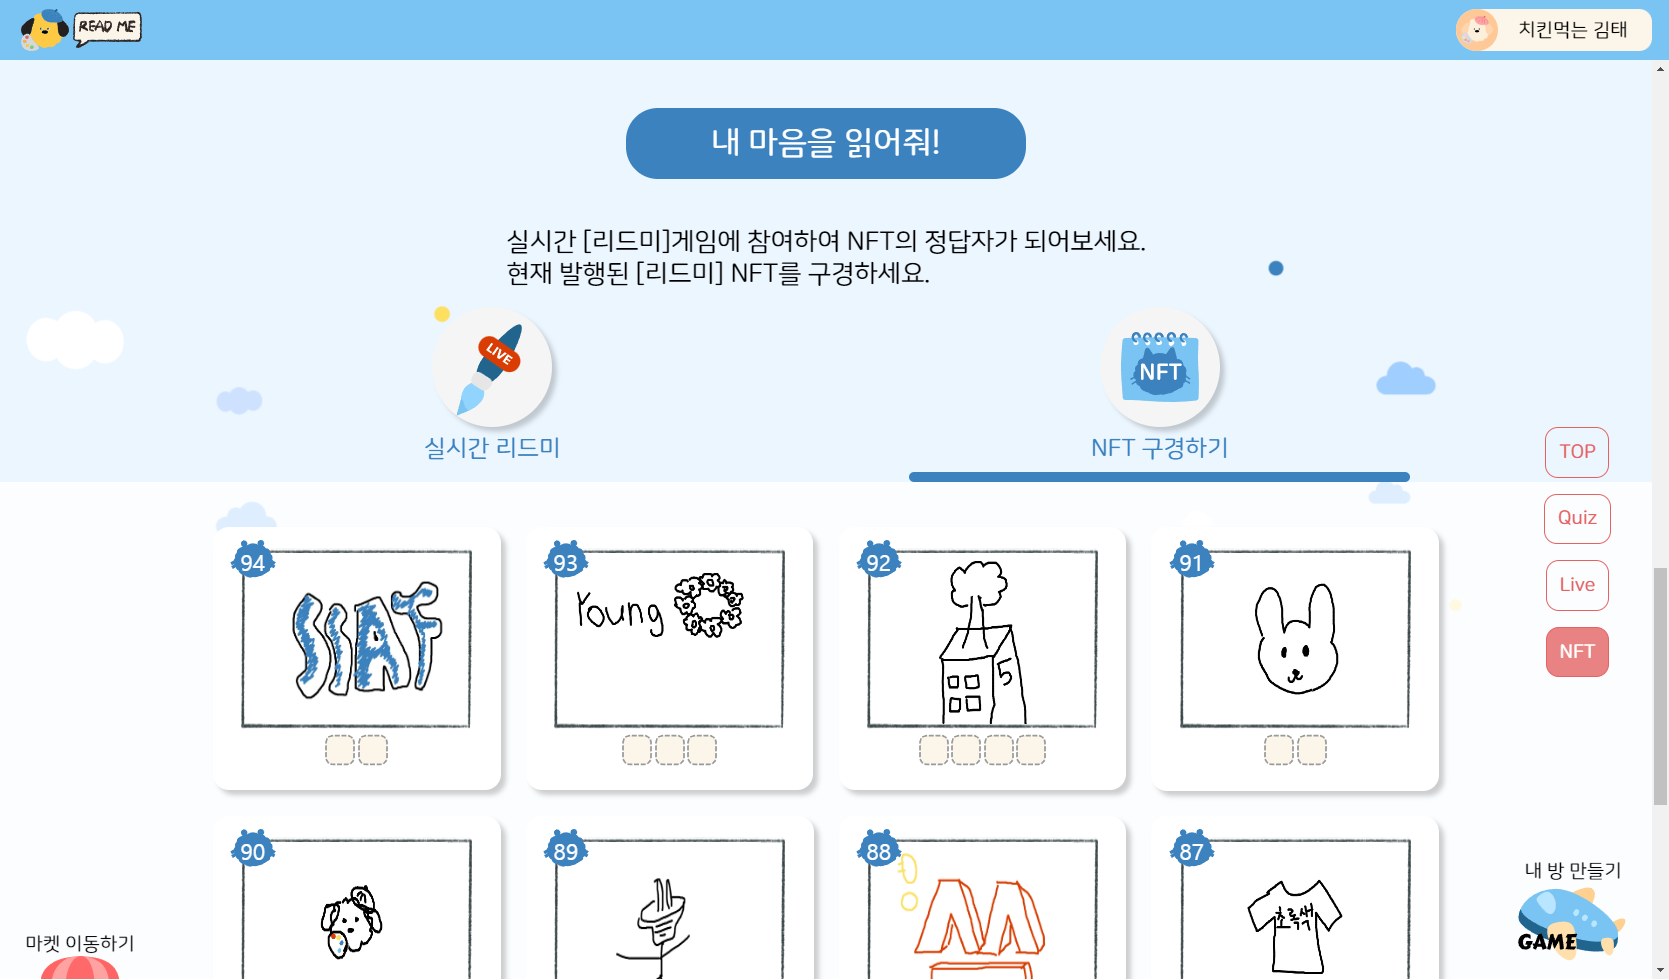 READ ME
치킨먹는 김태
내 마음을 읽어줘!
실시간 [리드미]게임에 참여하여 NFT의 정답자가 되어보세요.
현재 발행된 [리드미] NFT를 구경하세요.
LIVE
NFT
실시간 리드미
NFT 구경하기
TOP
Quiz
Live
NFT
94
SSAF
93
Young
92
5
91
90
89
88
87
초록색
내 방 만들기
GAME
마켓 이동하기